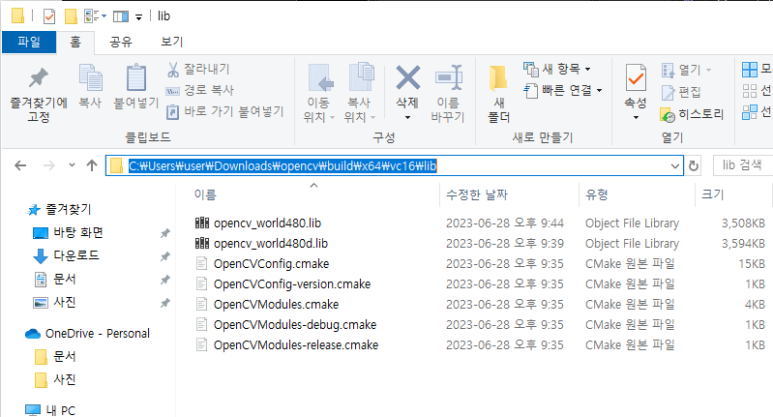 lib
파일 홈 공유 보기
즐겨찾기에 고정
복사
붙여넣기
잘라내기
경로 복사
바로 가기 붙여넣기
클립보드
이동 위치
복사 위치
삭제
이름 바꾸기
구성
새 폴더
새 항목
빠른 연결
새로 만들기
속성
열기
편집
히스토리
열기
모
선
선
C:₩Users₩user₩Downloads₩opencv₩build₩x64₩vc16₩lib
lib 검색
이름 수정한 날짜 유형 크기
즐겨찾기
바탕 화면
다운로드
문서
사진
OneDrive - Personal
문서
사진
내 PC
opencv_world480.lib 2023-06-28 오후 9:44 Object File Library 3,508KB
opencv_world480d.lib 2023-06-28 오후 9:39 Object File Library 3,594KB
OpenCVConfig.cmake 2023-06-28 오후 9:35 CMake 원본 파일 15KB
OpenCVConfig-version.cmake 2023-06-28 오후 9:35 CMake 원본 파일 1KB
OpenCVModules.cmake 2023-06-28 오후 9:35 CMake 원본 파일 4KB
OpenCVModules-debug.cmake 2023-06-28 오후 9:35 CMake 원본 파일 1KB
OpenCVModules-release.cmake 2023-06-28 오후 9:35 CMake 원본 파일 1KB